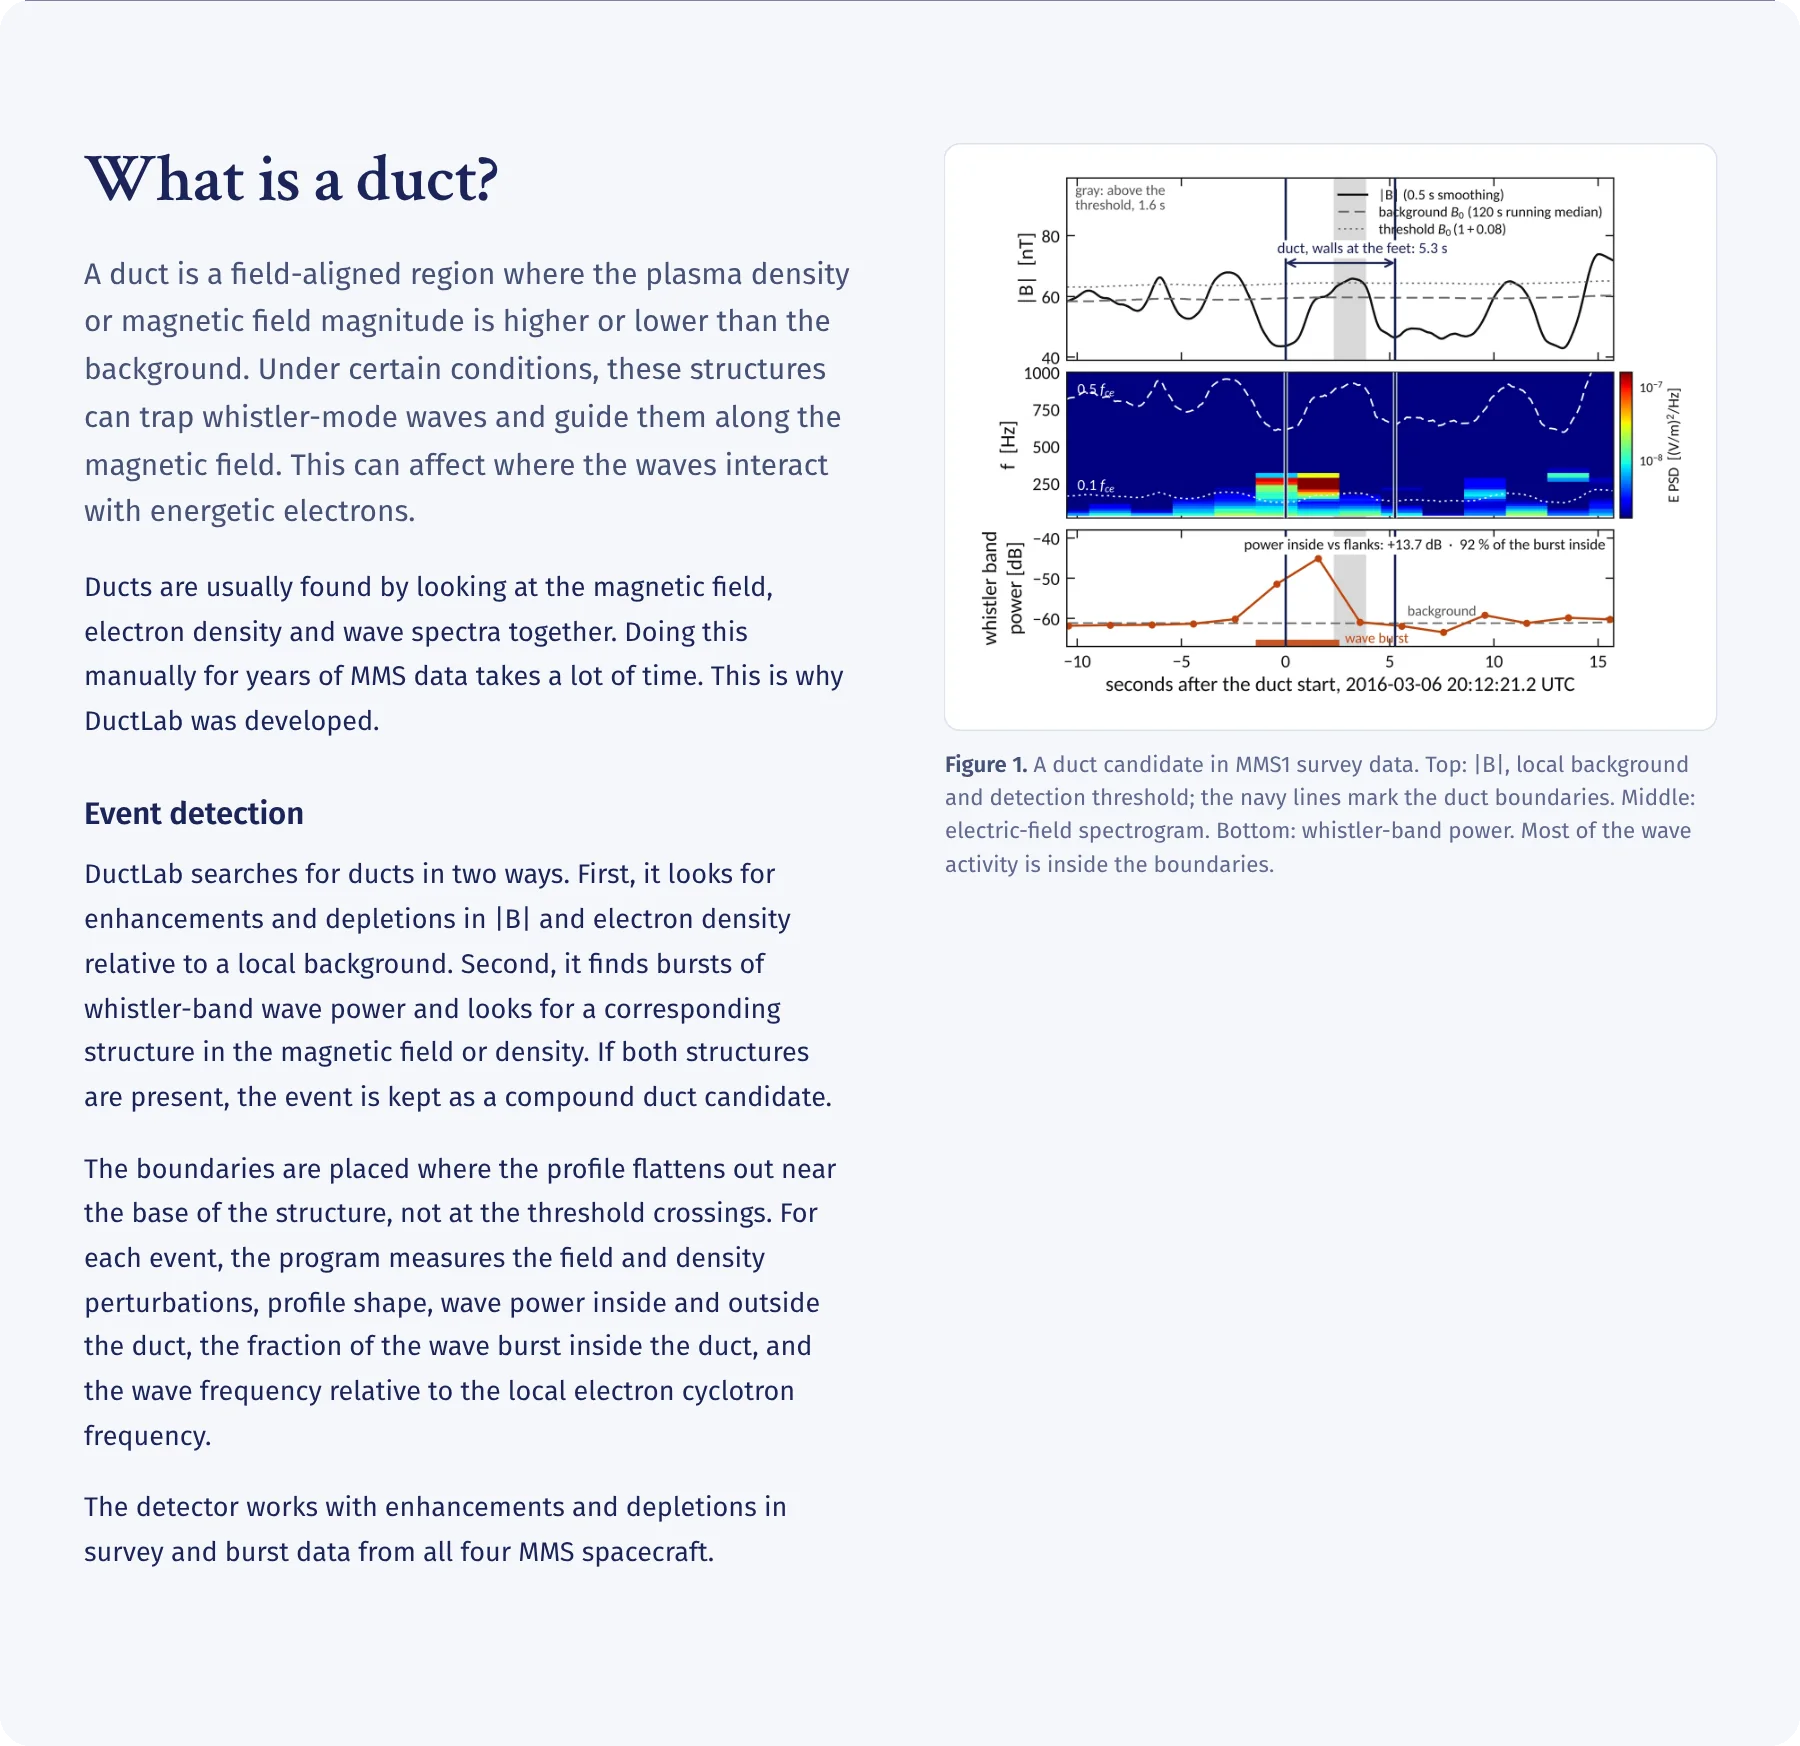 What is a duct?
A duct is a field-aligned region where the plasma density
or magnetic field magnitude is higher or lower than the
background. Under certain conditions, these structures
can trap whistler-mode waves and guide them along the
magnetic field. This can affect where the waves interact
with energetic electrons.
Ducts are usually found by looking at the magnetic field,
electron density and wave spectra together. Doing this
manually for years of MMS data takes a lot of time. This is why
DuctLab was developed.
Event detection
DuctLab searches for ducts in two ways. First, it looks for
enhancements and depletions in |B| and electron density
relative to a local background. Second, it finds bursts of
whistler-band wave power and looks for a corresponding
structure in the magnetic field or density. If both structures
are present, the event is kept as a compound duct candidate.
The boundaries are placed where the profile flattens out near
the base of the structure, not at the threshold crossings. For
each event, the program measures the field and density
perturbations, profile shape, wave power inside and outside
the duct, the fraction of the wave burst inside the duct, and
the wave frequency relative to the local electron cyclotron
frequency.
The detector works with enhancements and depletions in
survey and burst data from all four MMS spacecraft.
gray: above the
threshold, 1.6 s
|B| (0.5 s smoothing)
background B₀ (120 s running median)
threshold B₀ (1+0.08)
duct, walls at the feet: 5.3 s
|B| [nT]
80
60
40
1000
750
500
250
f [Hz]
0.5 fce
0.1 fce
10⁻⁷
10⁻⁸
E PSD [(V/m)²/Hz]
whistler band
power [dB]
−40
−50
−60
power inside vs flanks: +13.7 dB · 92 % of the burst inside
background
wave burst
−10 −5 0 5 10 15
seconds after the duct start, 2016-03-06 20:12:21.2 UTC
Figure 1. A duct candidate in MMS1 survey data. Top: |B|, local background
and detection threshold; the navy lines mark the duct boundaries. Middle:
electric-field spectrogram. Bottom: whistler-band power. Most of the wave
activity is inside the boundaries.